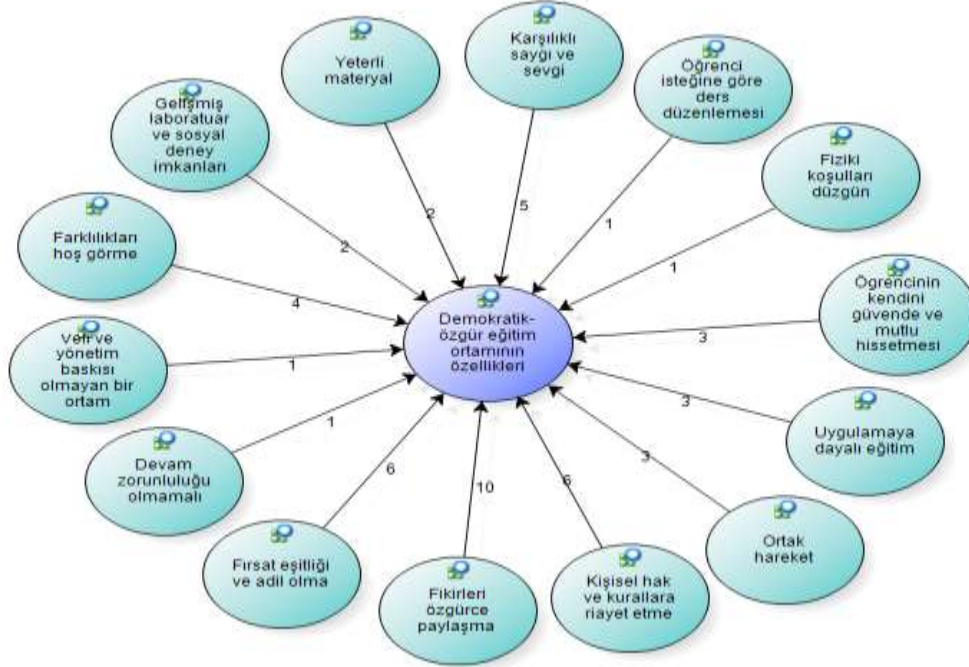 Karşılıklı
saygı ve
sevgi
Yeterli
materyal
Öğrenci
isteğine göre
ders
düzenlemesi
Gelişmiş
laboratuar
ve sosyal
deney
imkanları
Fiziki
koşulları
düzgün
Farklılıkları
hoş görme
Öğrencinin
kendini
güvende ve
mutlu
hissetmesi
Demokratik-
özgür eğitim
ortamının
özellikleri
Veli ve
yönetim
baskısı
olmayan bir
ortam
Uygulamaya
dayalı eğitim
Devam
zorunluluğu
olmamalı
Ortak
hareket
Fırsat eşitliği
ve adil olma
Fikirleri
özgürce
paylaşma
Kişisel hak
ve kurallara
riayet etme
2
5
1
2
1
4
3
1
3
1
3
6
10
6